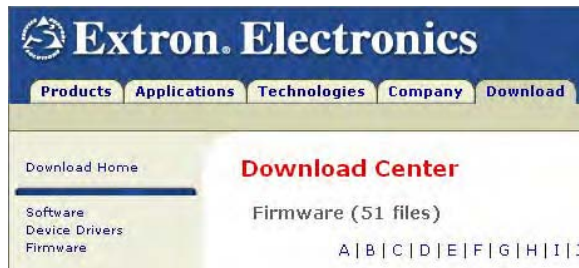 Extron. Electronics
Products Applications Technologies Company Download
Download Home
Download Center
Software
Device Drivers
Firmware
Firmware (51 files)
A | B | C | D | E | F | G | H | I |